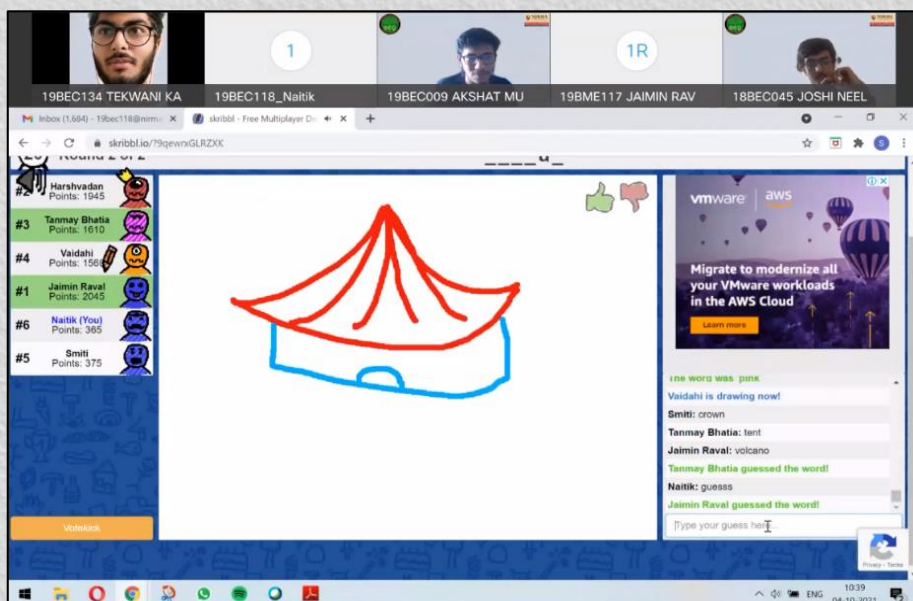 1
1R
19BEC134 TEKWANI KA
19BEC118_Naitik
19BEC009 AKSHAT MU
19BME117 JAIMIN RAV
18BEC045 JOSHI NEEL
Inbox (1,684) - 19bec118@nirm
skribbl - Free Multiplayer Dr
skribbl.io/?9qewrxGLRZXK
S
Round 2 of 2
_ _ _ _ u _
#2 Harshvadan
Points: 1945
#3 Tanmay Bhatia
Points: 1610
#4 Vaidahi
Points: 156
#1 Jaimin Raval
Points: 2045
#6 Naitik (You)
Points: 365
#5 Smiti
Points: 375
Votekick
vmware aws
Migrate to modernize all
your VMware workloads
in the AWS Cloud
Learn more
The word was 'pink'
Vaidahi is drawing now!
Smiti: crown
Tanmay Bhatia: tent
Jaimin Raval: volcano
Tanmay Bhatia guessed the word!
Naitik: guesss
Jaimin Raval guessed the word!
Type your guess here...
Privacy - Terms
ENG
10:39
04-10-2021